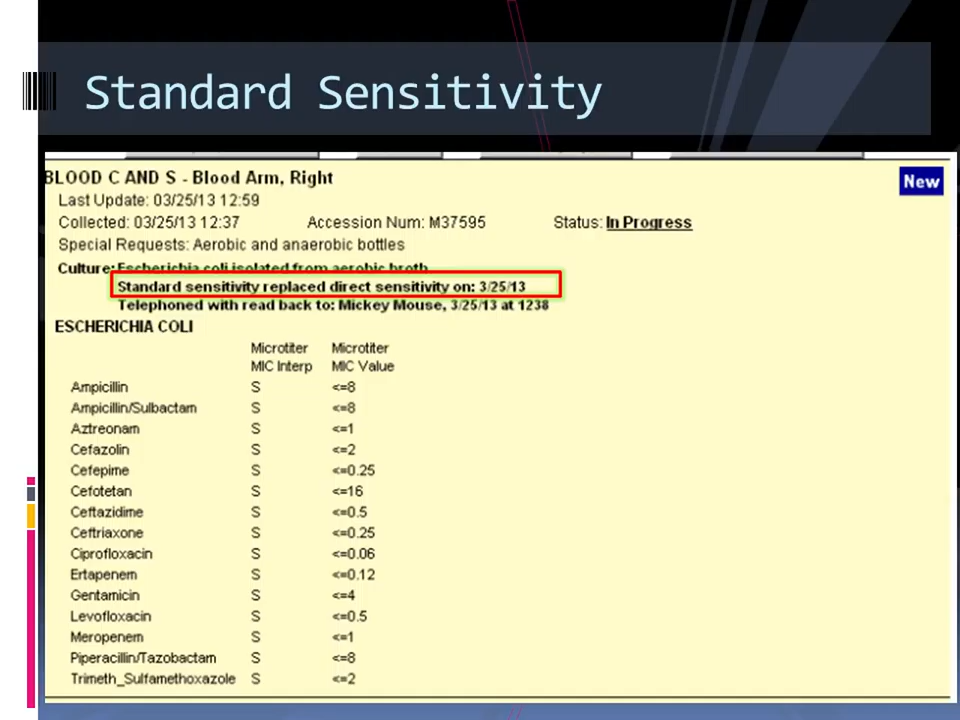 Standard Sensitivity
BLOOD C AND S - Blood Arm, Right
New
Last Update: 03/25/13 12:59
Collected: 03/25/13 12:37 Accession Num: M37595 Status: In Progress
Special Requests: Aerobic and anaerobic bottles
Culture: Escherichia coli isolated from aerobic broth
Standard sensitivity replaced direct sensitivity on: 3/25/13
Telephoned with read back to: Mickey Mouse, 3/25/13 at 1238
ESCHERICHIA COLI
Microtiter Microtiter
MIC Interp MIC Value
Ampicillin S <=8
Ampicillin/Sulbactam S <=8
Aztreonam S <=1
Cefazolin S <=2
Cefepime S <=0.25
Cefotetan S <=16
Ceftazidime S <=0.5
Ceftriaxone S <=0.25
Ciprofloxacin S <=0.06
Ertapenem S <=0.12
Gentamicin S <=4
Levofloxacin S <=0.5
Meropenem S <=1
Piperacillin/Tazobactam S <=8
Trimeth_Sulfamethoxazole S <=2